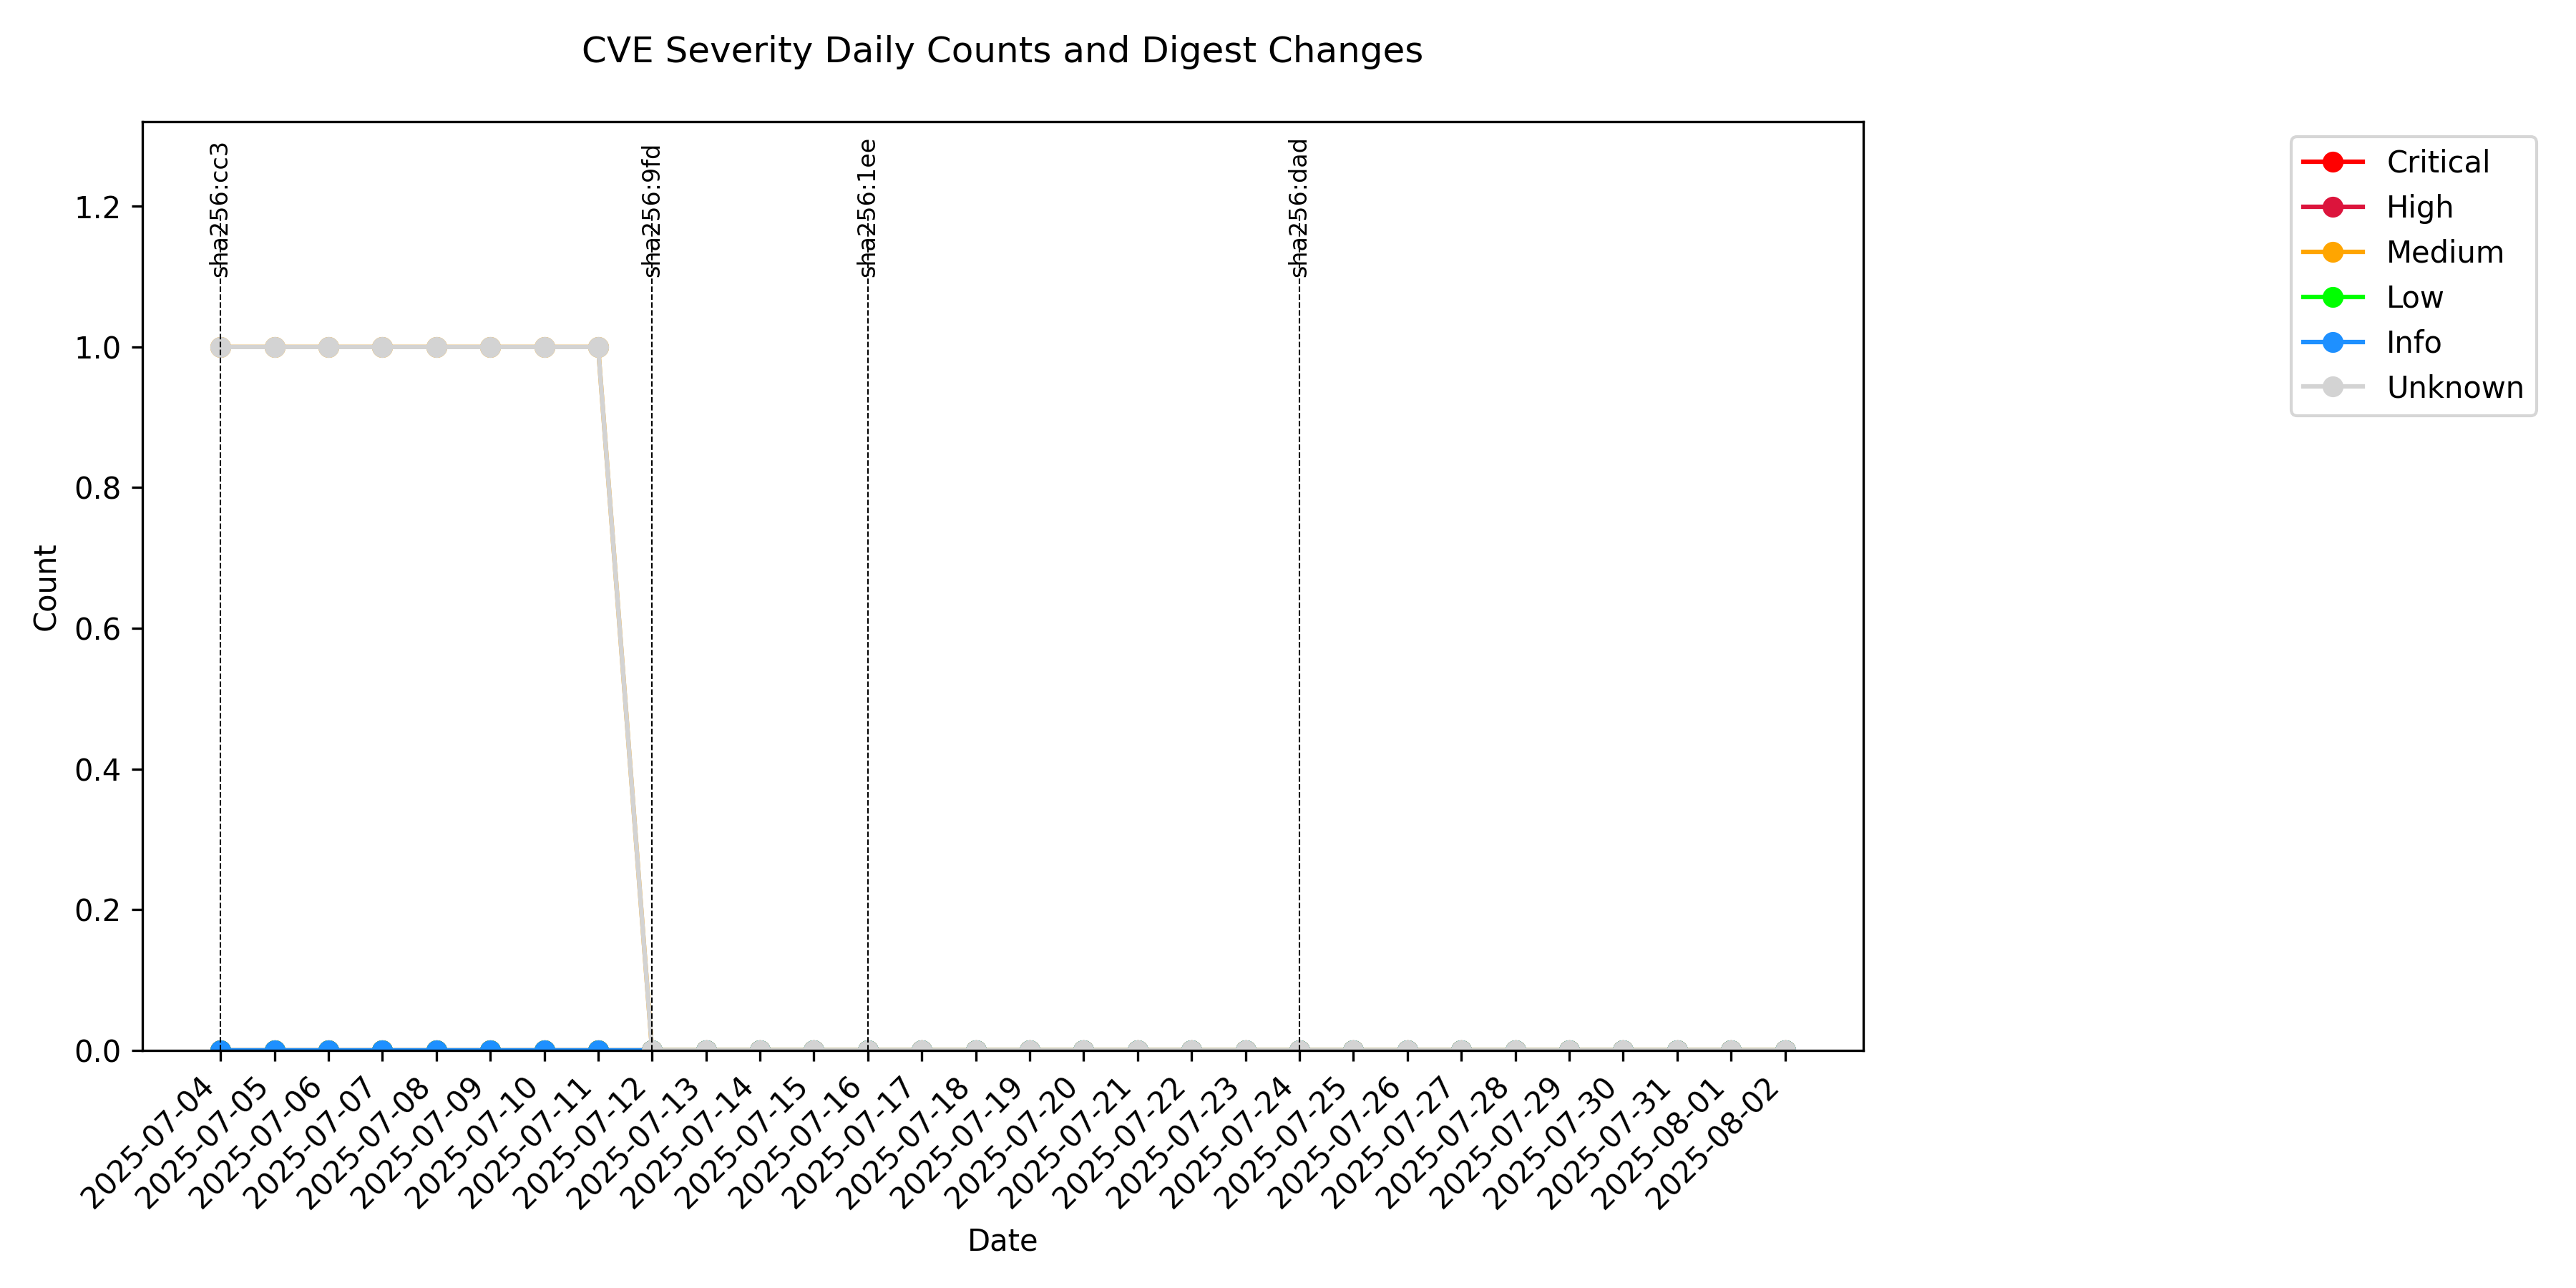 CVE Severity Daily Counts and Digest Changes
sha256:cc3
sha256:9fd
sha256:1ee
sha256:dad
Critical
High
Medium
Low
Info
Unknown
1.2
1.0
0.8
0.6
0.4
0.2
0.0
Count
2025-07-04
2025-07-05
2025-07-06
2025-07-07
2025-07-08
2025-07-09
2025-07-10
2025-07-11
2025-07-12
2025-07-13
2025-07-14
2025-07-15
2025-07-16
2025-07-17
2025-07-18
2025-07-19
2025-07-20
2025-07-21
2025-07-22
2025-07-23
2025-07-24
2025-07-25
2025-07-26
2025-07-27
2025-07-28
2025-07-29
2025-07-30
2025-07-31
2025-08-01
2025-08-02
Date